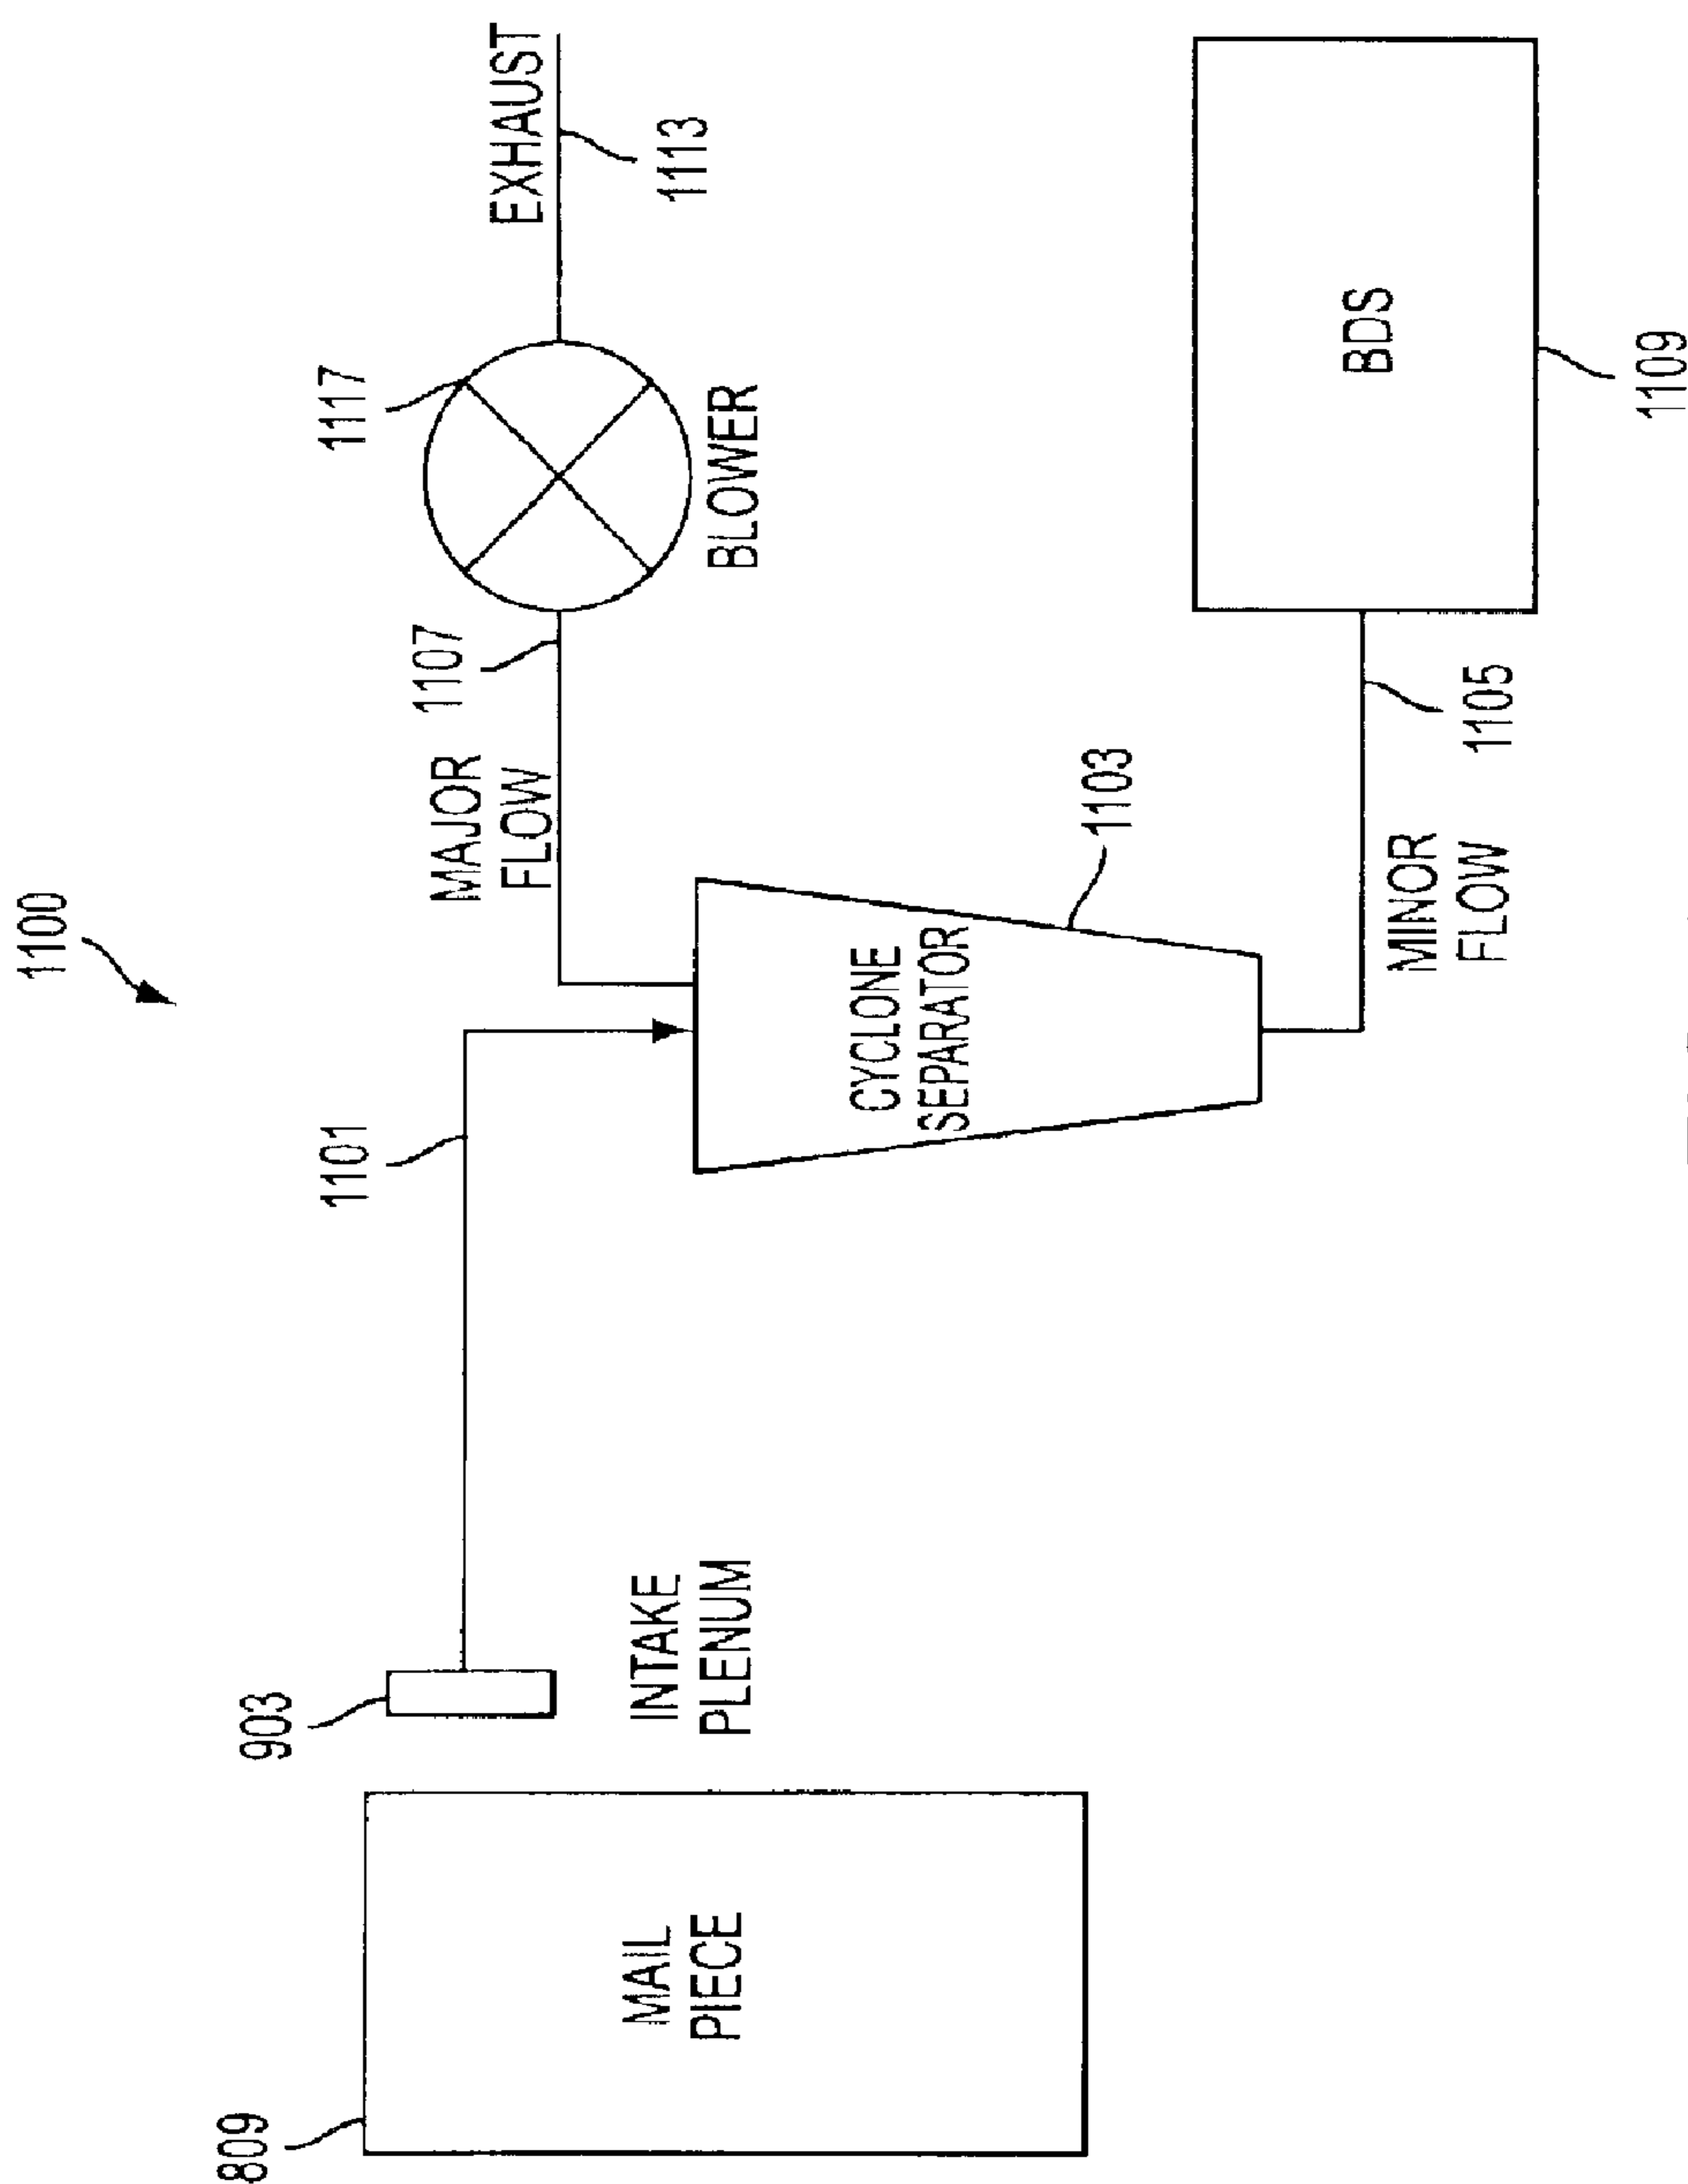 1100
809
MAIL
PIECE
903
INTAKE
PLENUM
1101
CYCLONE
SEPARATOR
1103
MAJOR
FLOW
1107
1117
BLOWER
EXHAUST
1113
MINOR
FLOW
1105
BDS
1109